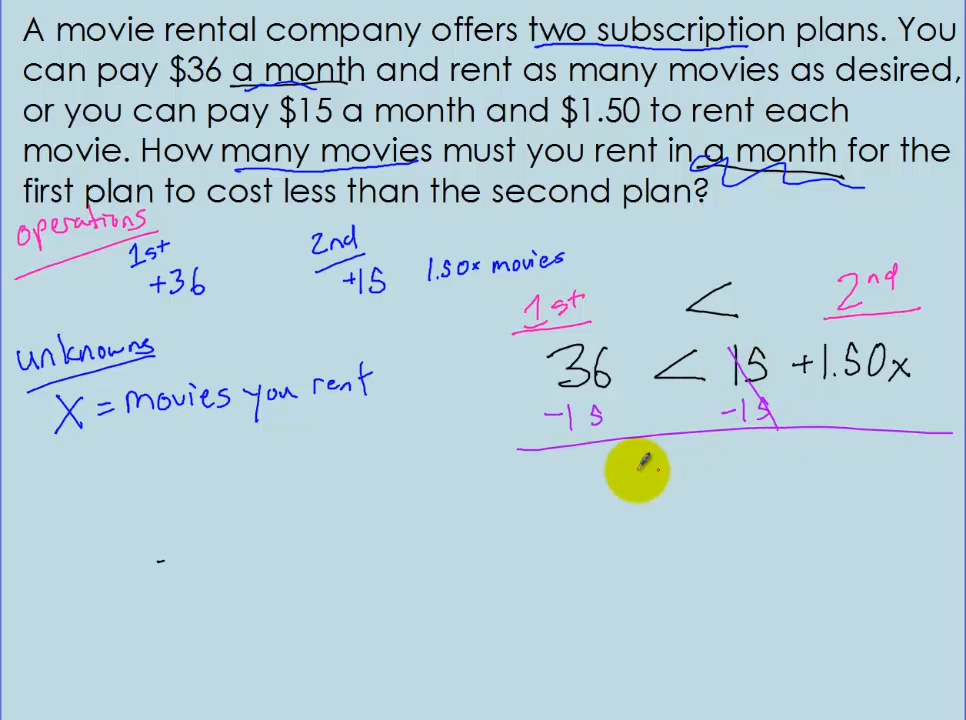 A movie rental company offers two subscription plans. You
can pay $36 a month and rent as many movies as desired,
or you can pay $15 a month and $1.50 to rent each
movie. How many movies must you rent in a month for the
first plan to cost less than the second plan?
operations
1st 2nd
+36 +15 1.50x movies
1st < 2nd
unknowns
36 < 15 +1.50x
X = movies you rent
-15 -15